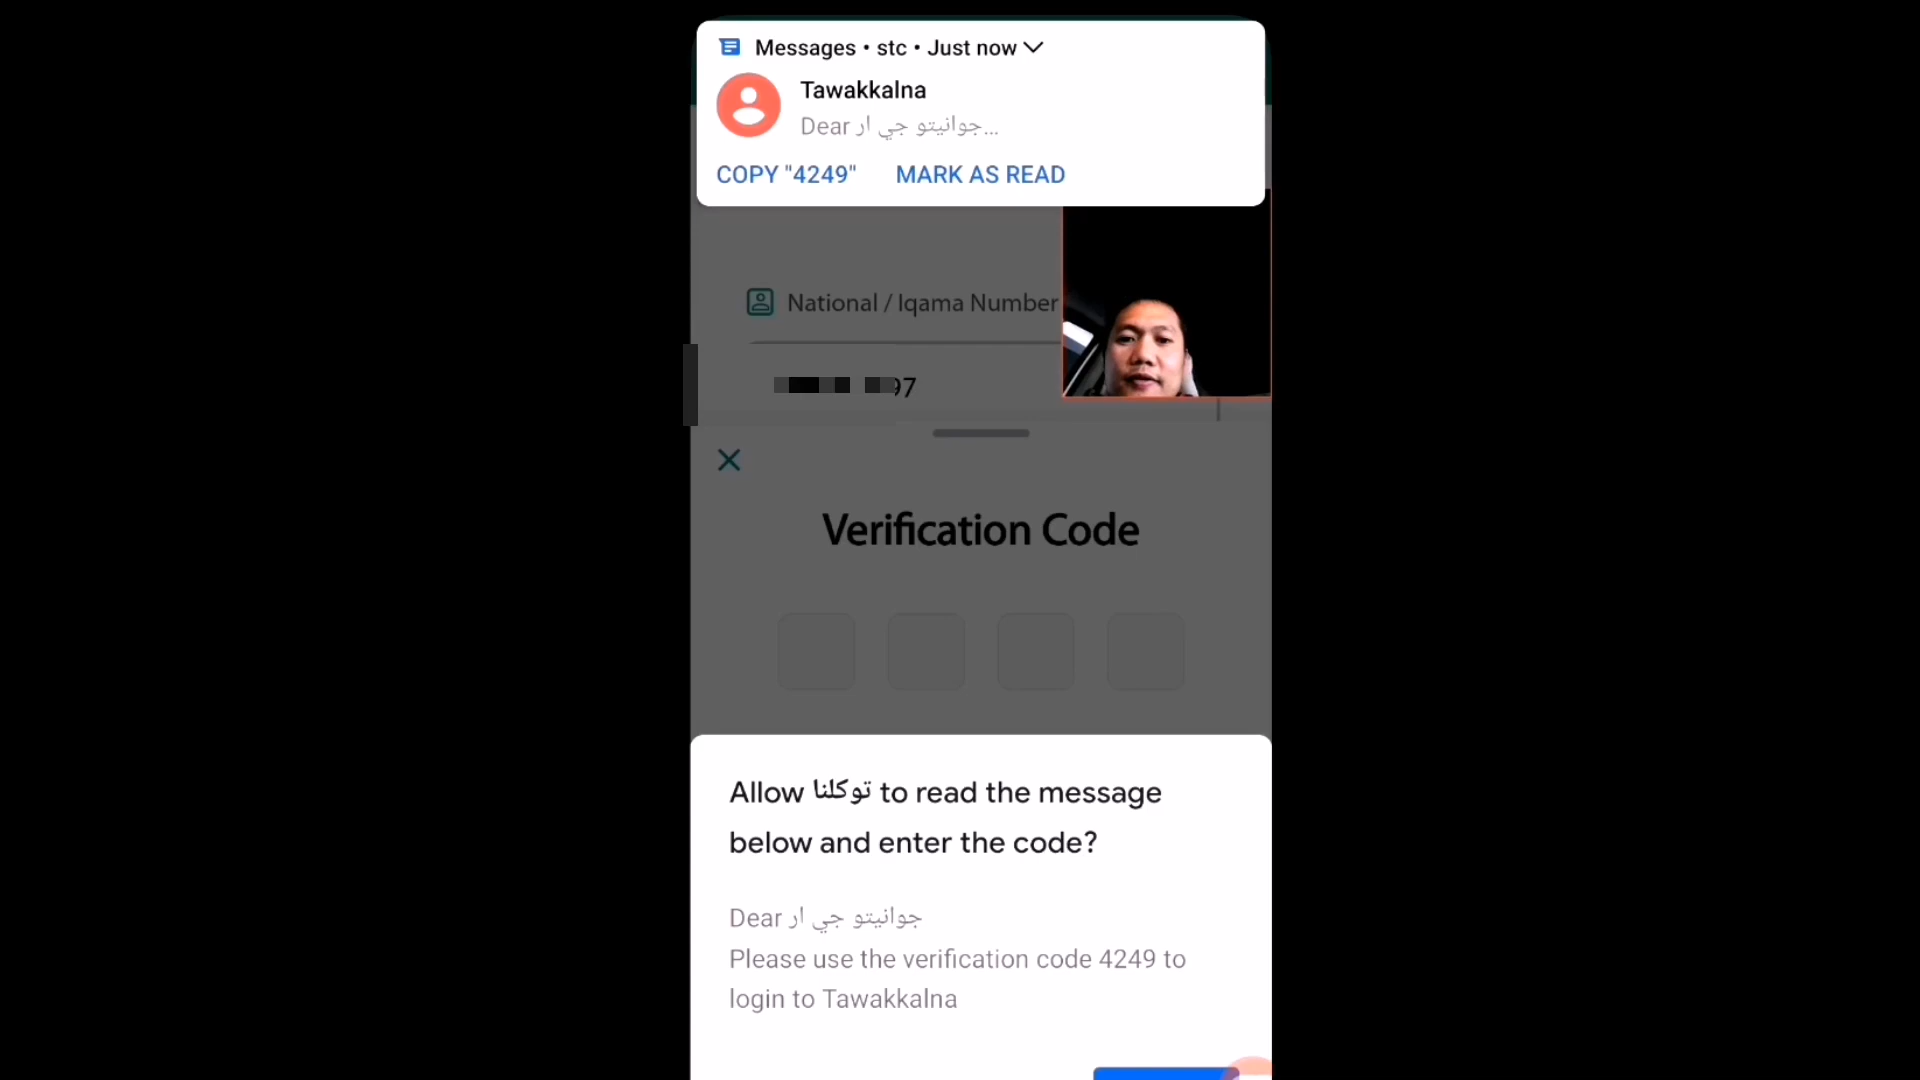 Messages • stc • Just now
Tawakkalna
Dear جوانيتو جي ار...
COPY "4249" MARK AS READ
National / Iqama Number
97
Verification Code
Allow توكلنا to read the message
below and enter the code?
Dear جوانيتو جي ار
Please use the verification code 4249 to
login to Tawakkalna